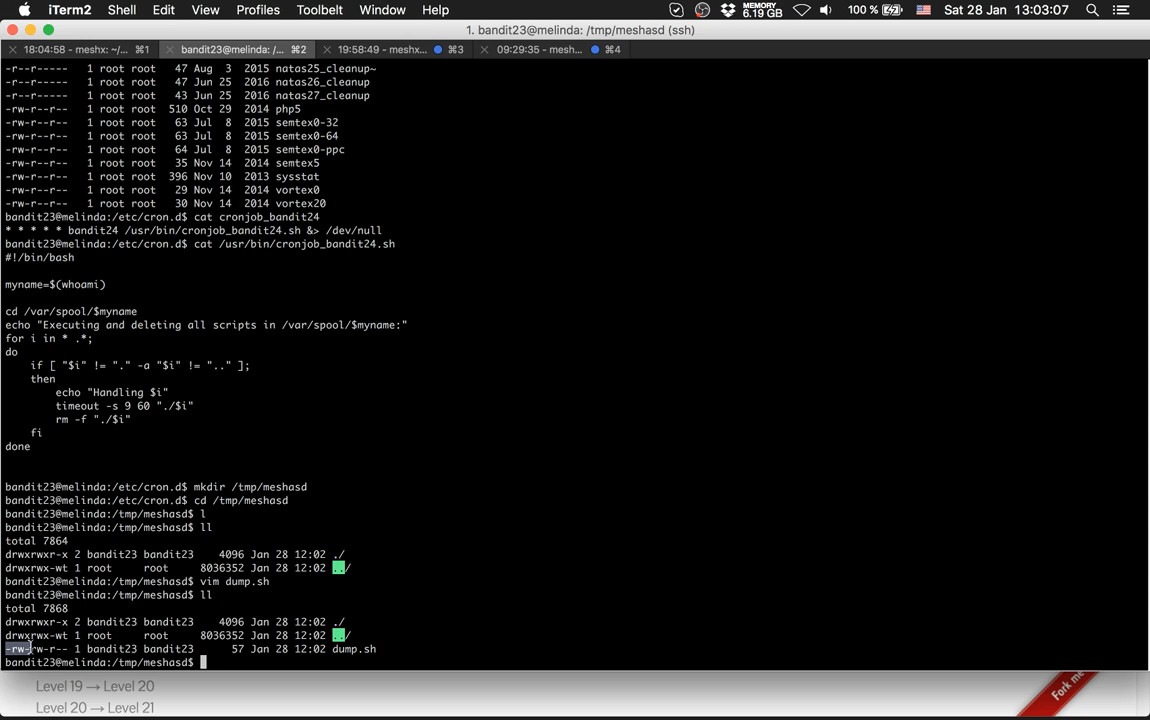 iTerm2 Shell Edit View Profiles Toolbelt Window Help MEMORY 6.19 GB 100 % Sat 28 Jan 13:03:07
1. bandit23@melinda: /tmp/meshasd (ssh)
18:04:58 - meshx: ~/... ⌘1 bandit23@melinda: /... ⌘2 19:58:49 - meshx... ⌘3 09:29:35 - mesh... ⌘4
-r--r----- 1 root root 47 Aug 3 2015 natas25_cleanup~
-rw-r--r-- 1 root root 47 Jun 25 2016 natas26_cleanup
-rw-r--r-- 1 root root 43 Jun 25 2016 natas27_cleanup
-rw-r--r-- 1 root root 510 Oct 29 2014 php5
-rw-r--r-- 1 root root 63 Jul 8 2015 semtex0-32
-rw-r--r-- 1 root root 63 Jul 8 2015 semtex0-64
-rw-r--r-- 1 root root 64 Jul 8 2015 semtex0-ppc
-rw-r--r-- 1 root root 35 Nov 14 2014 semtex5
-rw-r--r-- 1 root root 396 Nov 10 2013 sysstat
-rw-r--r-- 1 root root 29 Nov 14 2014 vortex0
-rw-r--r-- 1 root root 30 Nov 14 2014 vortex20
bandit23@melinda:/etc/cron.d$ cat cronjob_bandit24
* * * * * bandit24 /usr/bin/cronjob_bandit24.sh &> /dev/null
bandit23@melinda:/etc/cron.d$ cat /usr/bin/cronjob_bandit24.sh
#!/bin/bash
myname=$(whoami)
cd /var/spool/$myname
echo "Executing and deleting all scripts in /var/spool/$myname:"
for i in * .*;
do
if [ "$i" != "." -a "$i" != ".." ];
then
echo "Handling $i"
timeout -s 9 60 "./$i"
rm -f "./$i"
fi
done
bandit23@melinda:/etc/cron.d$ mkdir /tmp/meshasd
bandit23@melinda:/etc/cron.d$ cd /tmp/meshasd
bandit23@melinda:/tmp/meshasd$ l
bandit23@melinda:/tmp/meshasd$ ll
total 7864
drwxrwxr-x 2 bandit23 bandit23 4096 Jan 28 12:02 ./
drwxrwx-wt 1 root root 8036352 Jan 28 12:02 ../
bandit23@melinda:/tmp/meshasd$ vim dump.sh
bandit23@melinda:/tmp/meshasd$ ll
total 7868
drwxrwxr-x 2 bandit23 bandit23 4096 Jan 28 12:02 ./
drwxrwx-wt 1 root root 8036352 Jan 28 12:02 ../
-rw-rw-r-- 1 bandit23 bandit23 57 Jan 28 12:02 dump.sh
bandit23@melinda:/tmp/meshasd$
Level 19 → Level 20
Level 20 → Level 21
Fork me